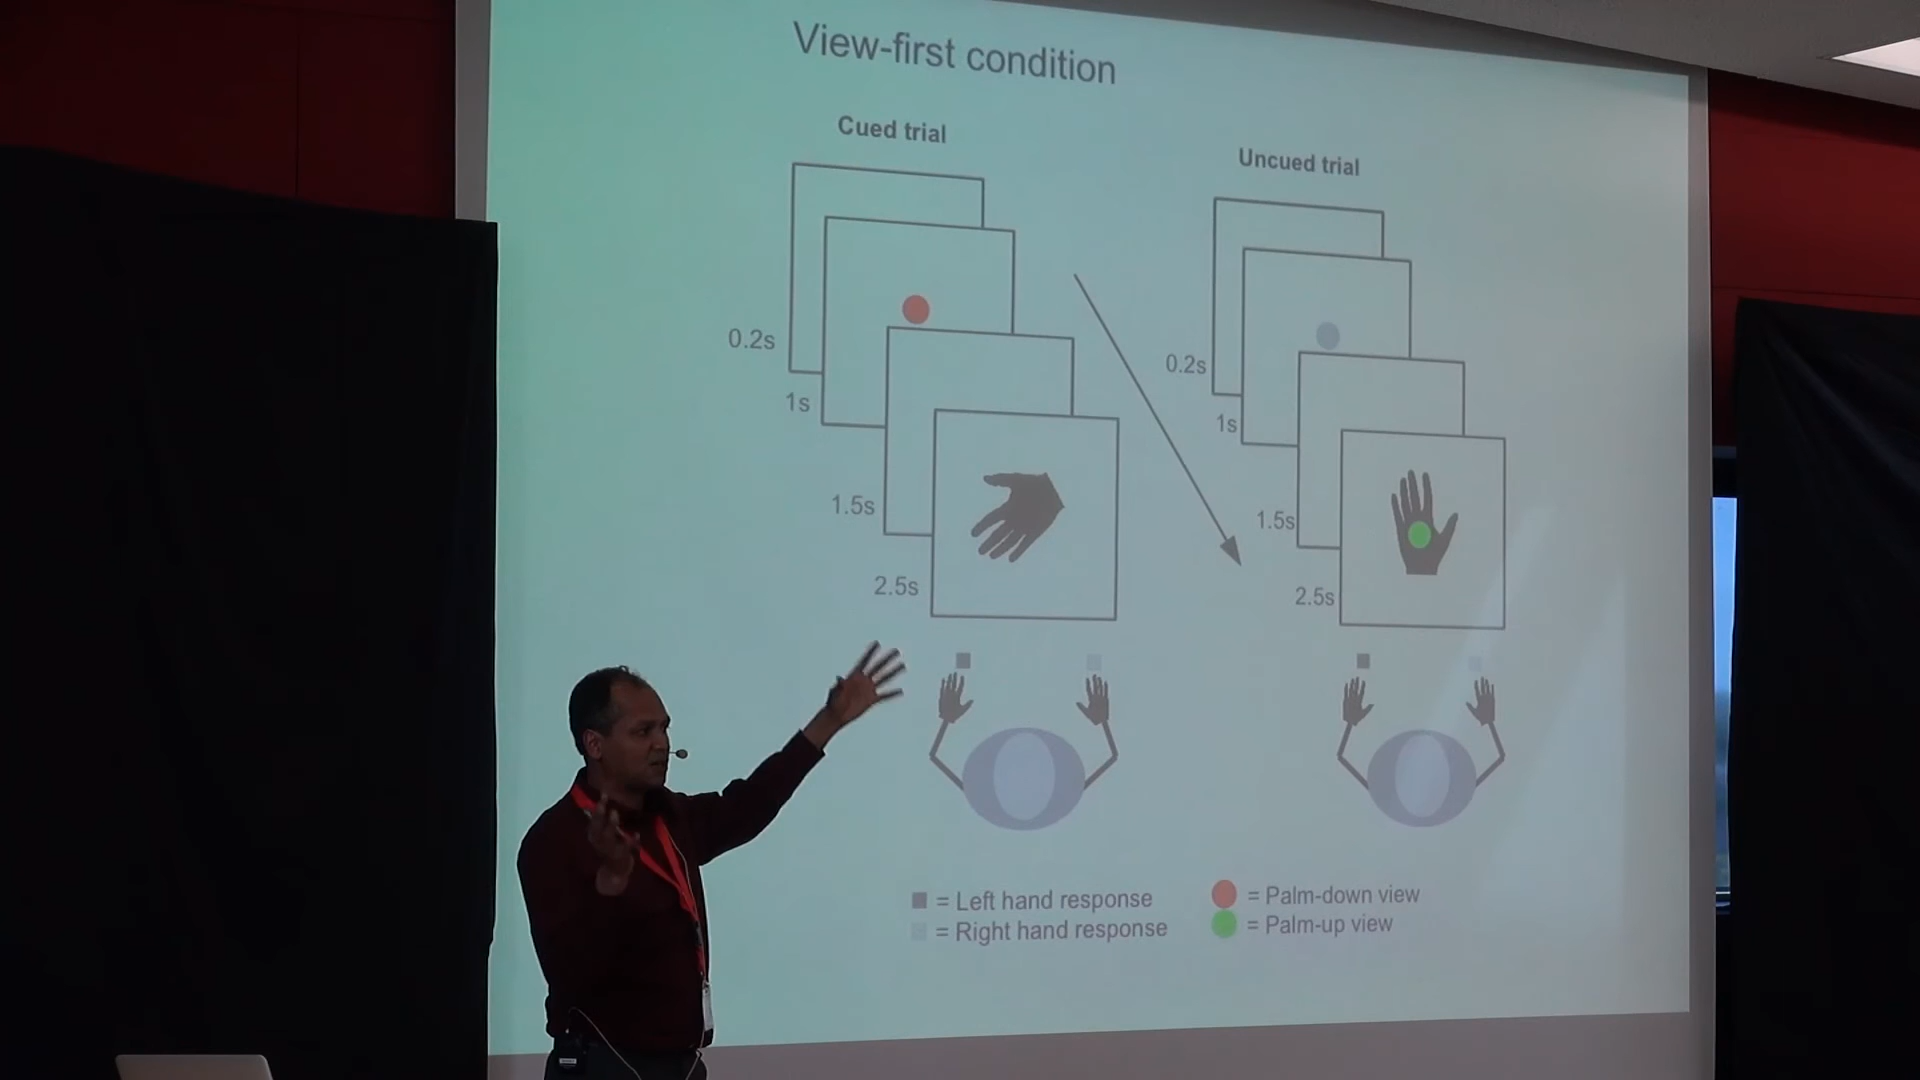 View-first condition
Cued trial
Uncued trial
0.2s
1s
1.5s
2.5s
0.2s
1s
1.5s
2.5s
= Left hand response
= Right hand response
= Palm-down view
= Palm-up view